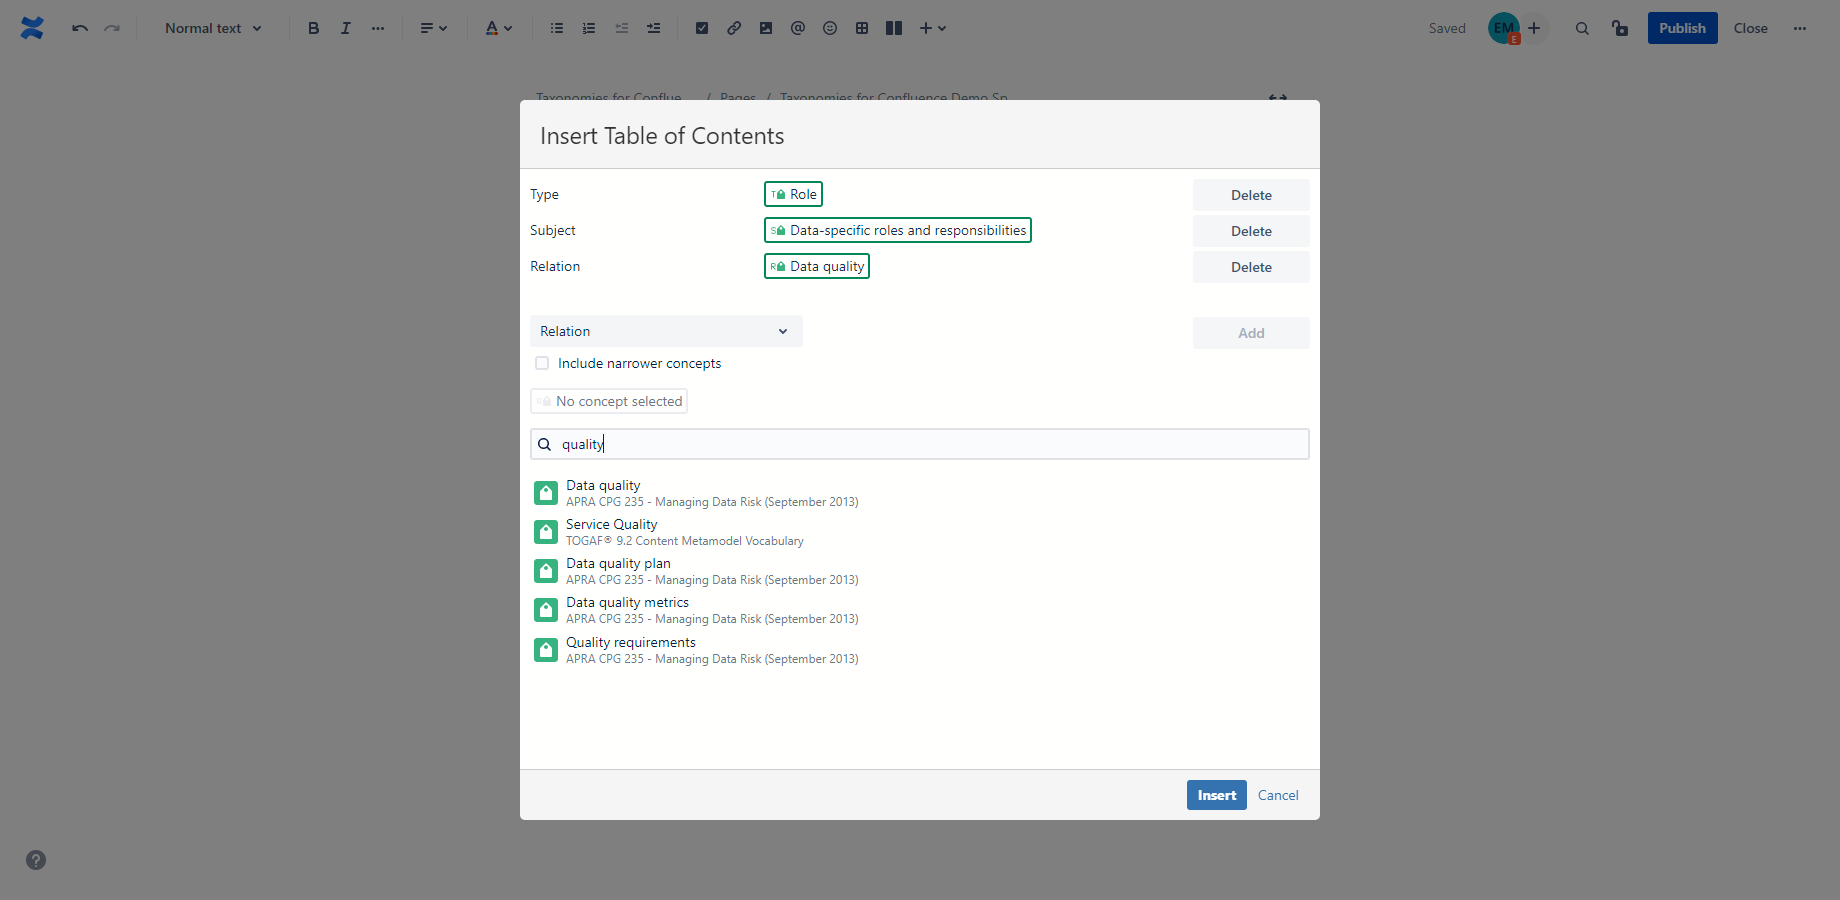 Normal text
B
I
A
@
Saved
EM
E
Publish
Close
Taxonomies for Conflue... / Pages / Taxonomies for Confluence Demo Sp...
Insert Table of Contents
Type
T Role
Delete
Subject
S Data-specific roles and responsibilities
Delete
Relation
R Data quality
Delete
Relation
Add
Include narrower concepts
R No concept selected
quality
Data quality
APRA CPG 235 - Managing Data Risk (September 2013)
Service Quality
TOGAF® 9.2 Content Metamodel Vocabulary
Data quality plan
APRA CPG 235 - Managing Data Risk (September 2013)
Data quality metrics
APRA CPG 235 - Managing Data Risk (September 2013)
Quality requirements
APRA CPG 235 - Managing Data Risk (September 2013)
Insert
Cancel
?